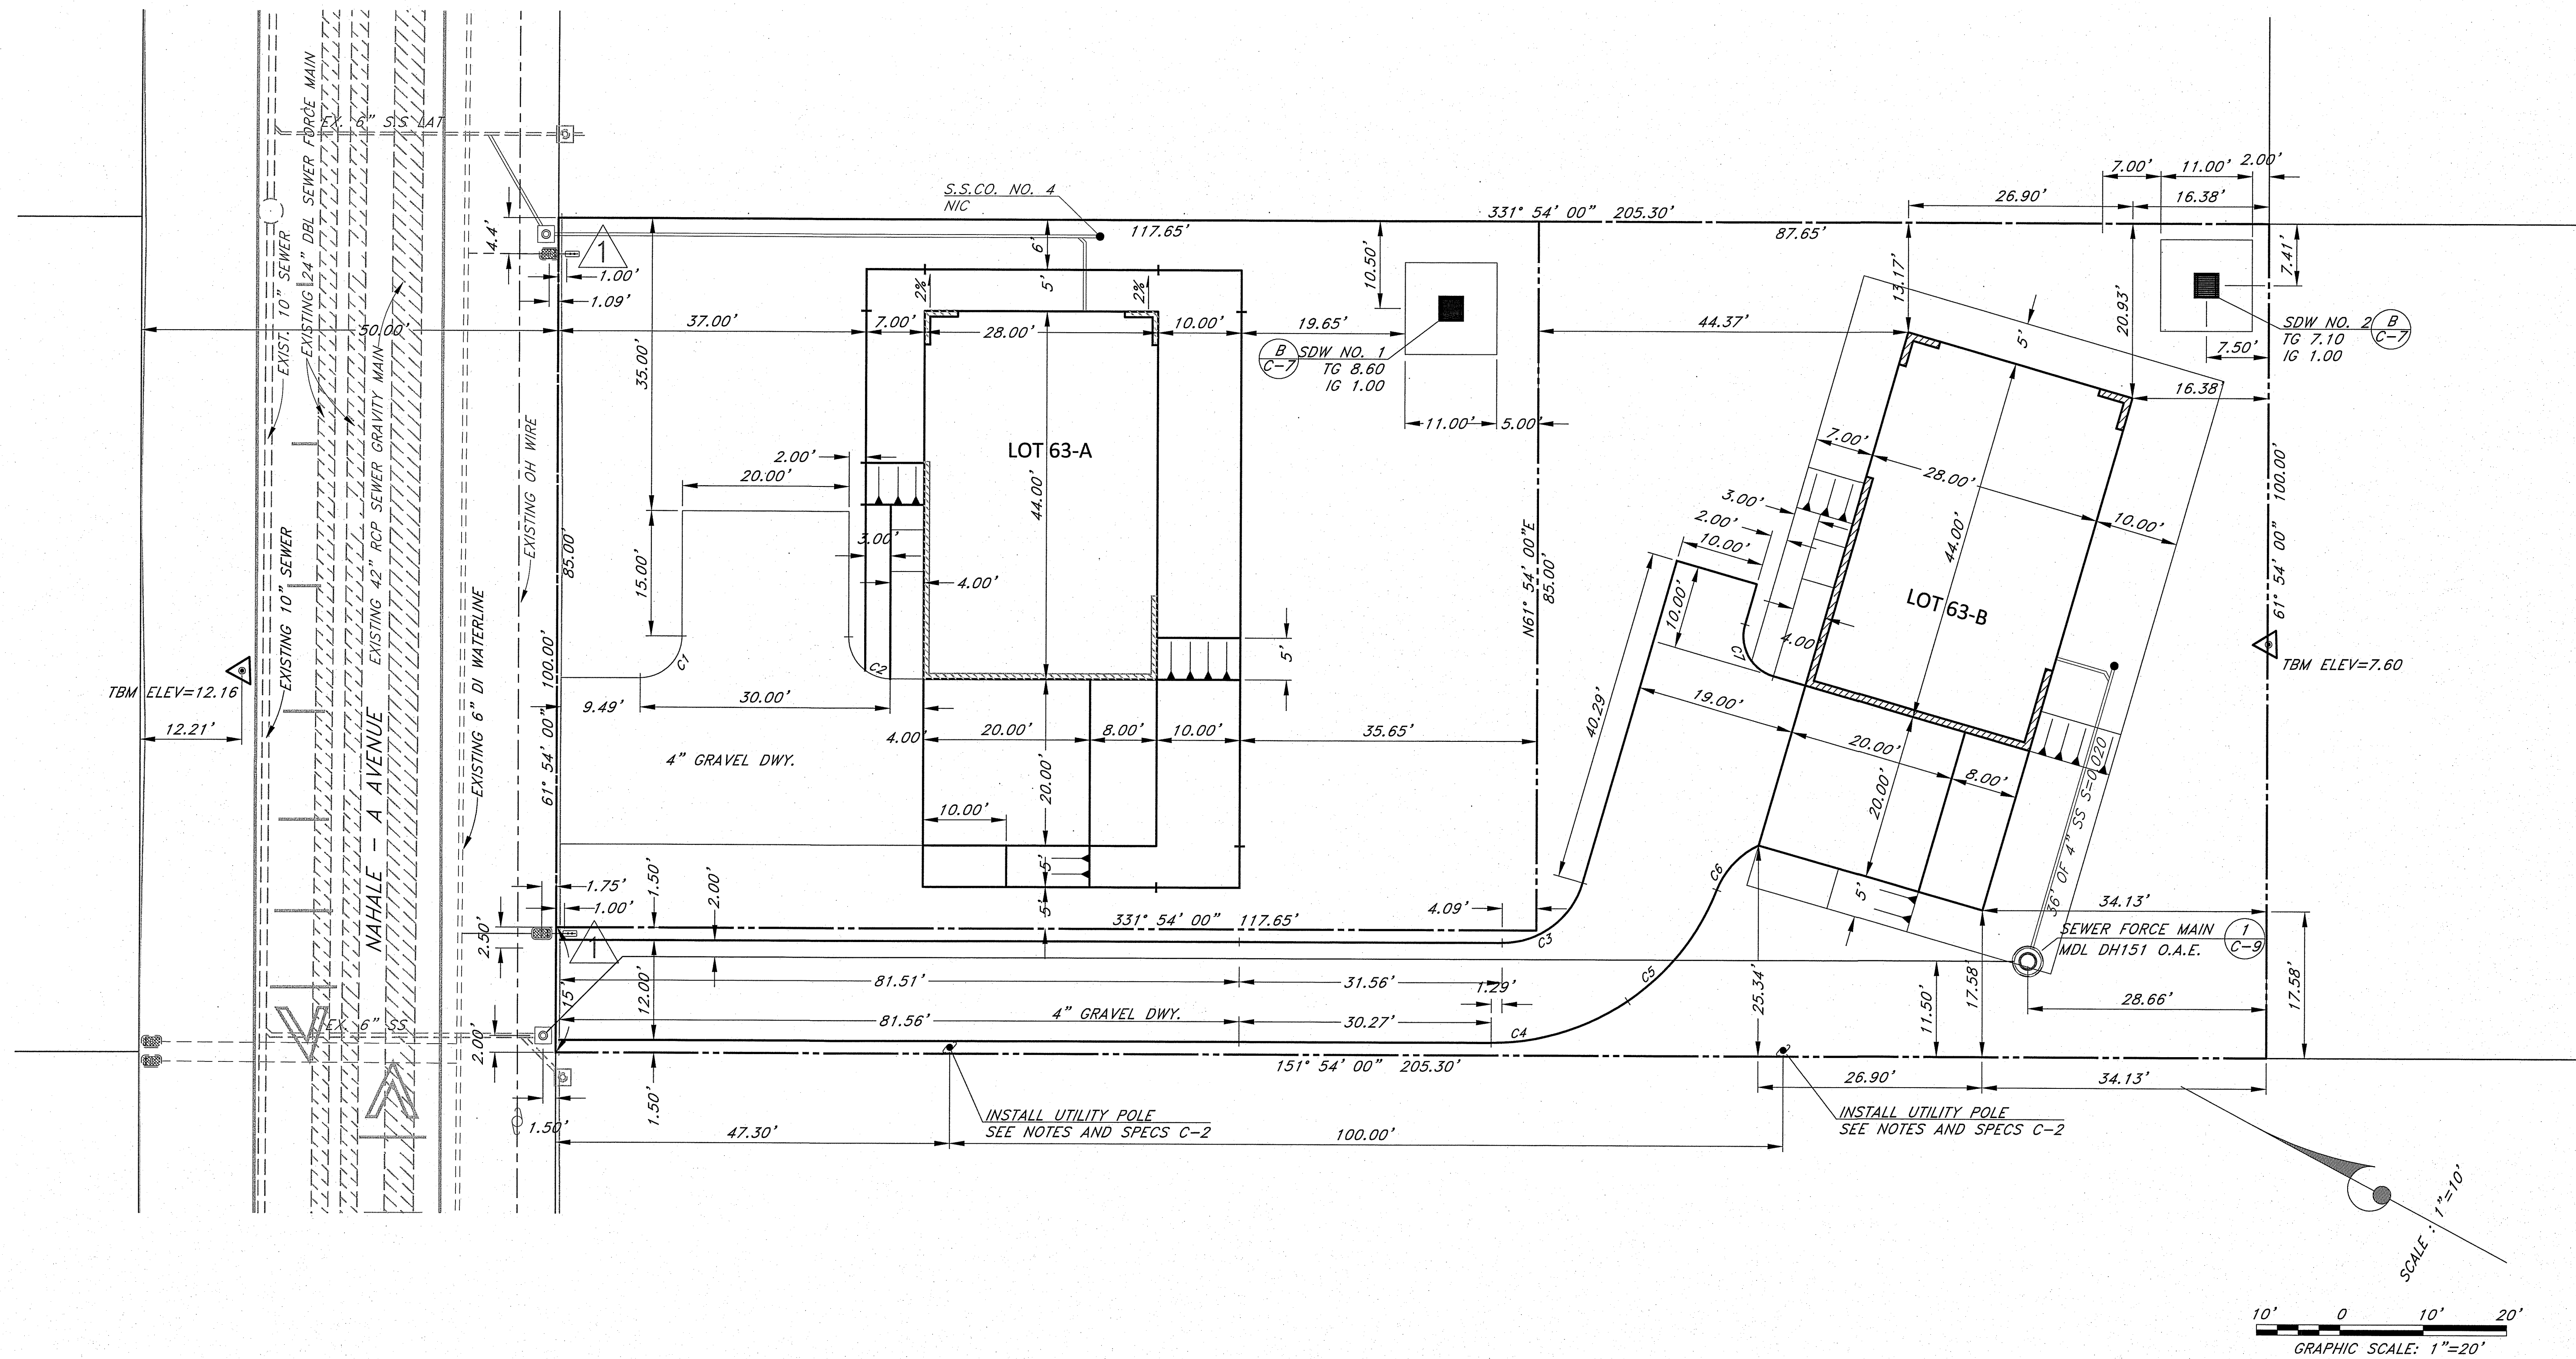 EX. 6" S.S LAT
EXISTING 24" DBL SEWER FORCE MAIN
EXIST. 10" SEWER
EXISTING 42" RCP SEWER GRAVITY MAIN
EXISTING 10" SEWER
NAHALE - A AVENUE
EXISTING 6" DI WATERLINE
EXISTING OH WIRE
50.00'
TBM ELEV=12.16
12.21'
EX. 6" SS
4.4'
1
1.00'
1.09'
S.S.CO. NO. 4
NIC
117.65'
331° 54' 00" 205.30'
87.65'
26.90'
16.38'
7.00'
11.00'
2.00'
37.00'
35.00'
7.00'
28.00'
10.00'
19.65'
6'
5'
2%
2%
10.50'
B
C-7
SDW NO. 1
TG 8.60
IG 1.00
11.00'
5.00'
44.37'
13.17'
20.93'
7.41'
SDW NO. 2
TG 7.10
IG 1.00
B
C-7
7.50'
16.38'
5'
LOT 63-A
44.00'
2.00'
20.00'
15.00'
3.00'
4.00'
C1
C2
9.49'
30.00'
4.00'
20.00'
8.00'
10.00'
35.65'
5'
4" GRAVEL DWY.
20.00'
10.00'
5'
5'
85.00'
61° 54' 00" 100.00'
N61° 54' 00"E
85.00'
7.00'
28.00'
10.00'
44.00'
3.00'
2.00'
10.00'
10.00'
4.00'
C1
LOT 63-B
61° 54' 00" 100.00'
TBM ELEV=7.60
40.29'
19.00'
20.00'
8.00'
20.00'
5'
36' OF 4" SS S=0.020
34.13'
SEWER FORCE MAIN
MDL DH151 O.A.E.
1
C-9
28.66'
17.58'
17.58'
11.50'
25.34'
1.75'
1.00'
1.50'
2.00'
2.50'
1
331° 54' 00" 117.65'
4.09'
C3
C4
C5
C6
81.51'
31.56'
1.29'
12.00'
15'
81.56'
4" GRAVEL DWY.
30.27'
2.00'
1.50'
1.50'
151° 54' 00" 205.30'
26.90'
34.13'
INSTALL UTILITY POLE
SEE NOTES AND SPECS C-2
INSTALL UTILITY POLE
SEE NOTES AND SPECS C-2
47.30'
100.00'
SCALE : 1"=10'
10' 0 10' 20'
GRAPHIC SCALE: 1"=20'